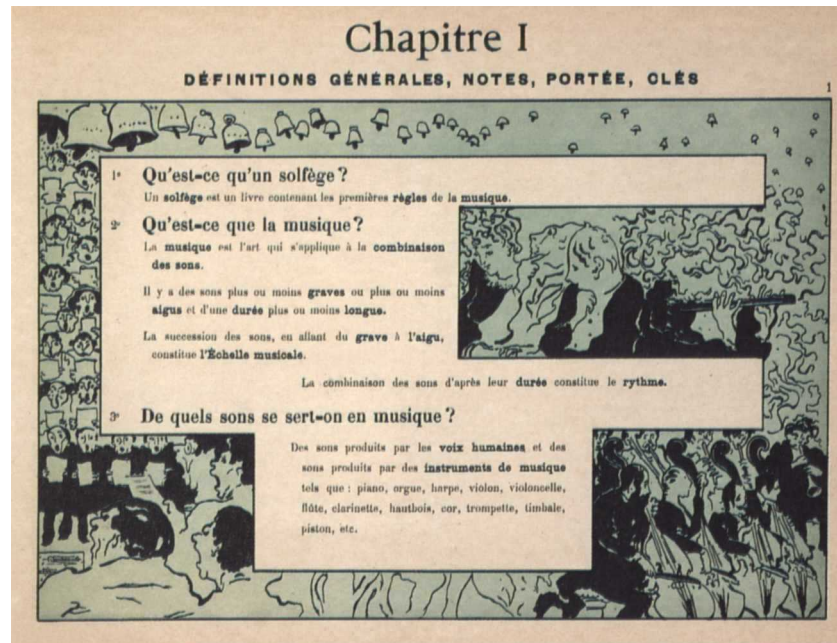 Chapitre I
DÉFINITIONS GÉNÉRALES, NOTES, PORTÉE, CLÉS
1
1º Qu'est-ce qu'un solfège ?
Un solfège est un livre contenant les premières règles de la musique.
2º Qu'est-ce que la musique ?
La musique est l'art qui s'applique à la combinaison
des sons.
Il y a des sons plus ou moins graves ou plus ou moins
aigus et d'une durée plus ou moins longue.
La succession des sons, en allant du grave à l'aigu,
constitue l'Échelle musicale.
La combinaison des sons d'après leur durée constitue le rythme.
3º De quels sons se sert-on en musique ?
Des sons produits par les voix humaines et des
sons produits par des instruments de musique
tels que : piano, orgue, harpe, violon, violoncelle,
flûte, clarinette, hautbois, cor, trompette, timbale,
piston, etc.